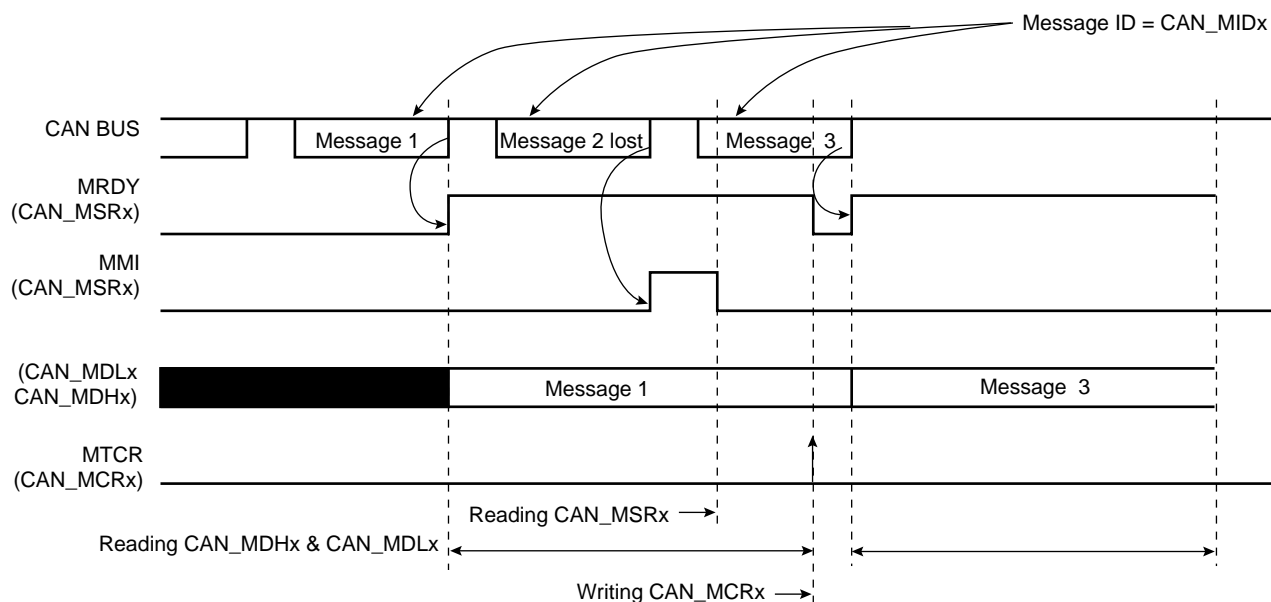 Message ID = CAN_MIDx
CAN BUS
Message 1
Message 2 lost
Message 3
MRDY
(CAN_MSRx)
MMI
(CAN_MSRx)
(CAN_MDLx
CAN_MDHx)
Message 1
Message 3
MTCR
(CAN_MCRx)
Reading CAN_MSRx
Reading CAN_MDHx & CAN_MDLx
Writing CAN_MCRx